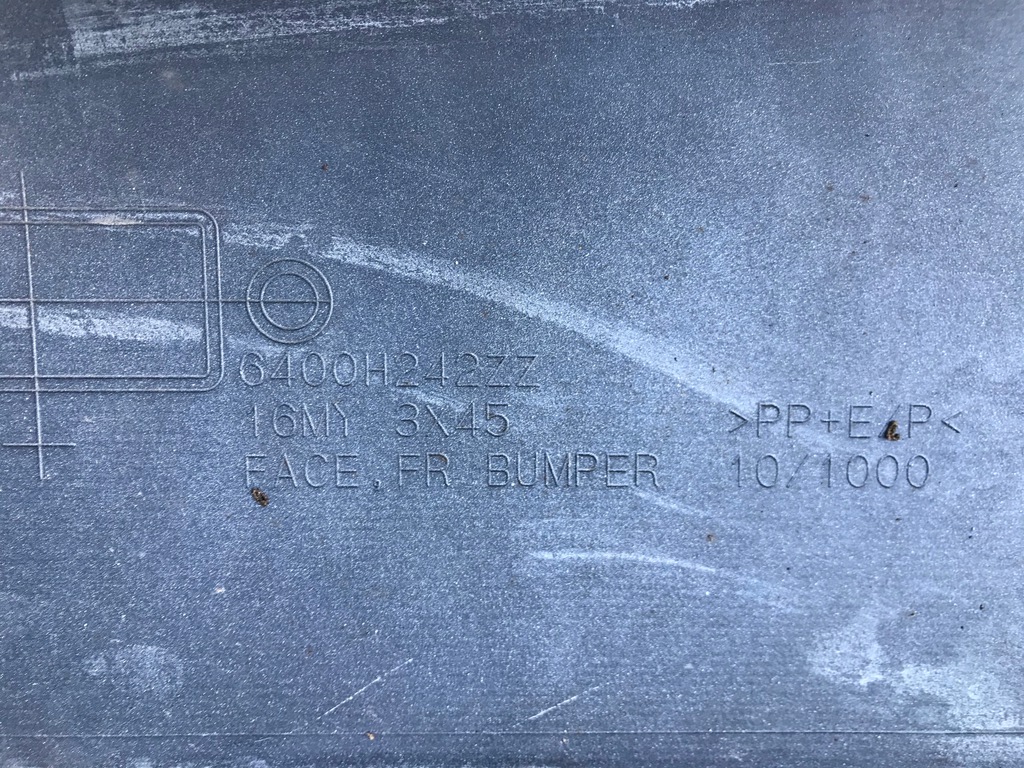 6400H242ZZ
16MY 3X45
FACE,FR BUMPER
>PP+E/P<
10/1000